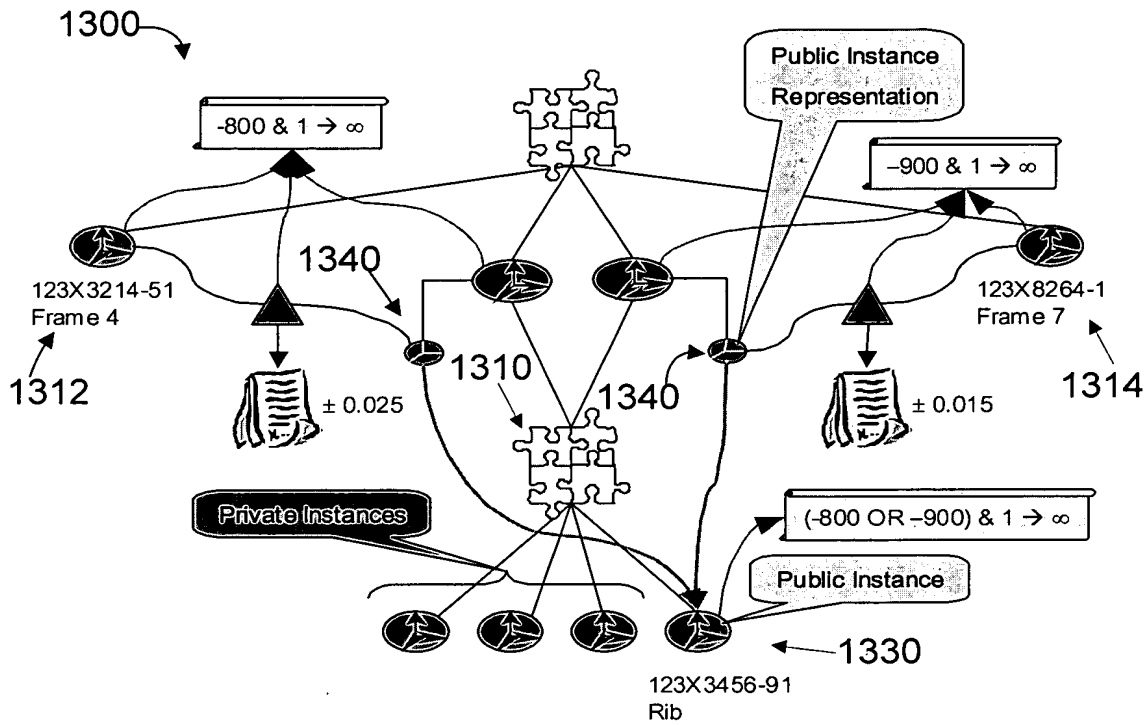 1300
Public Instance
Representation
-800 & 1 → ∞
–900 & 1 → ∞
1340
123X3214-51
Frame 4
123X8264-1
Frame 7
1312
1310
1340
1314
± 0.025
± 0.015
Private Instances
(-800 OR –900) & 1 → ∞
Public Instance
1330
123X3456-91
Rib